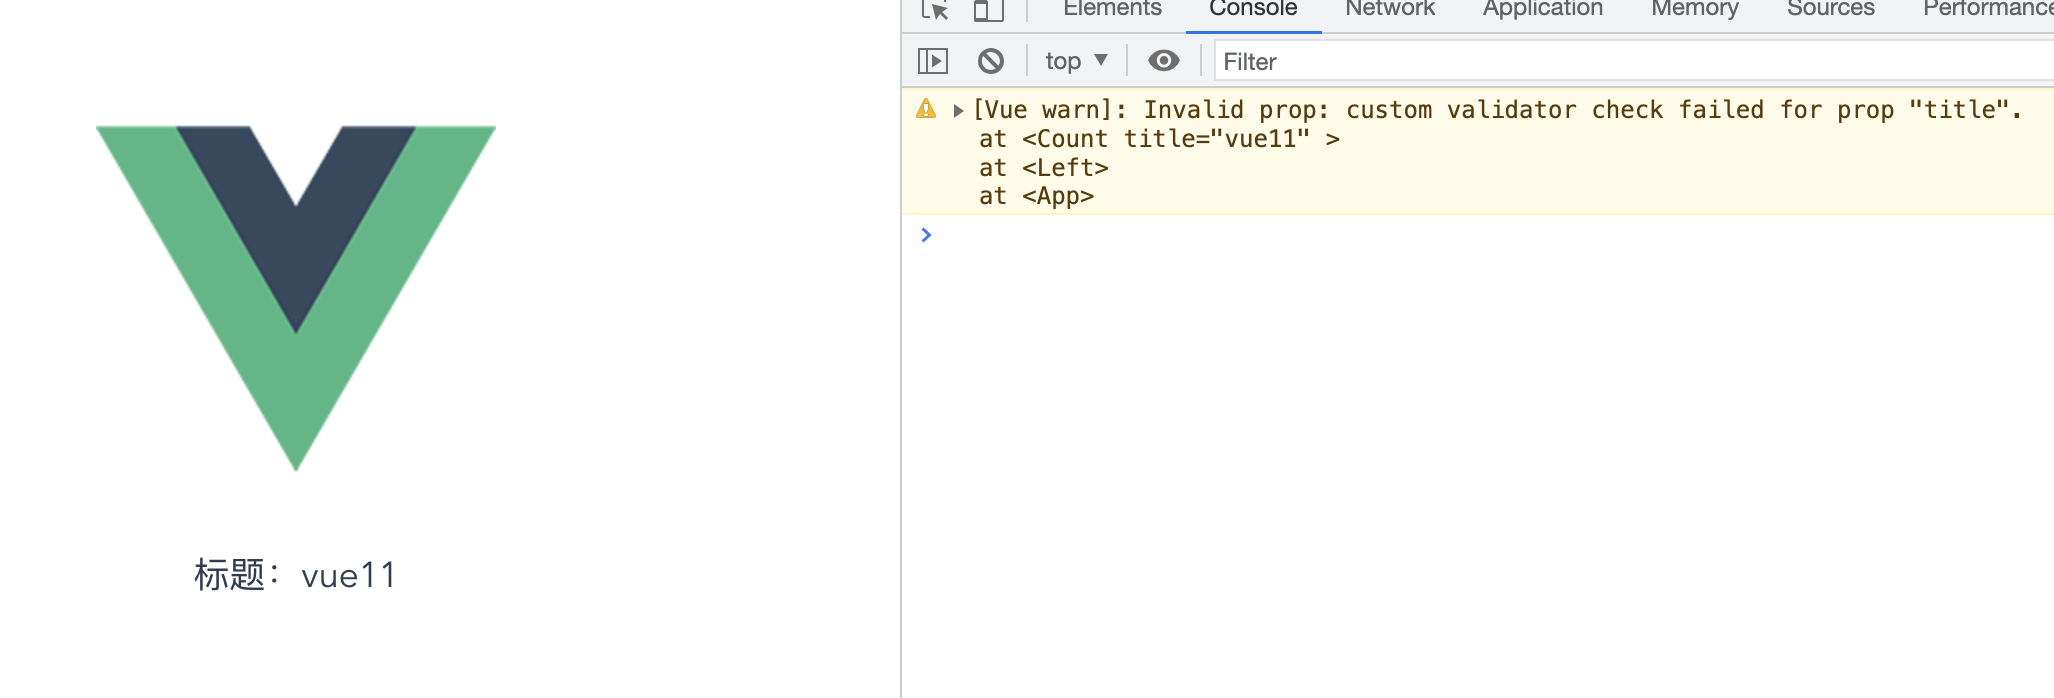 标题：vue11
Elements Console Network Application Memory Sources Performance
top Filter
[Vue warn]: Invalid prop: custom validator check failed for prop "title".
at <Count title="vue11" >
at <Left>
at <App>